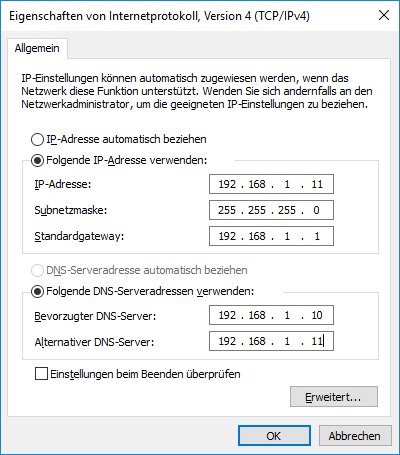 Eigenschaften von Internetprotokoll, Version 4 (TCP/IPv4)
Allgemein
IP-Einstellungen können automatisch zugewiesen werden, wenn das
Netzwerk diese Funktion unterstützt. Wenden Sie sich andernfalls an den
Netzwerkadministrator, um die geeigneten IP-Einstellungen zu beziehen.
IP-Adresse automatisch beziehen
Folgende IP-Adresse verwenden:
IP-Adresse: 192 . 168 . 1 . 11
Subnetzmaske: 255 . 255 . 255 . 0
Standardgateway: 192 . 168 . 1 . 1
DNS-Serveradresse automatisch beziehen
Folgende DNS-Serveradressen verwenden:
Bevorzugter DNS-Server: 192 . 168 . 1 . 10
Alternativer DNS-Server: 192 . 168 . 1 . 11
Einstellungen beim Beenden überprüfen
Erweitert...
OK Abbrechen